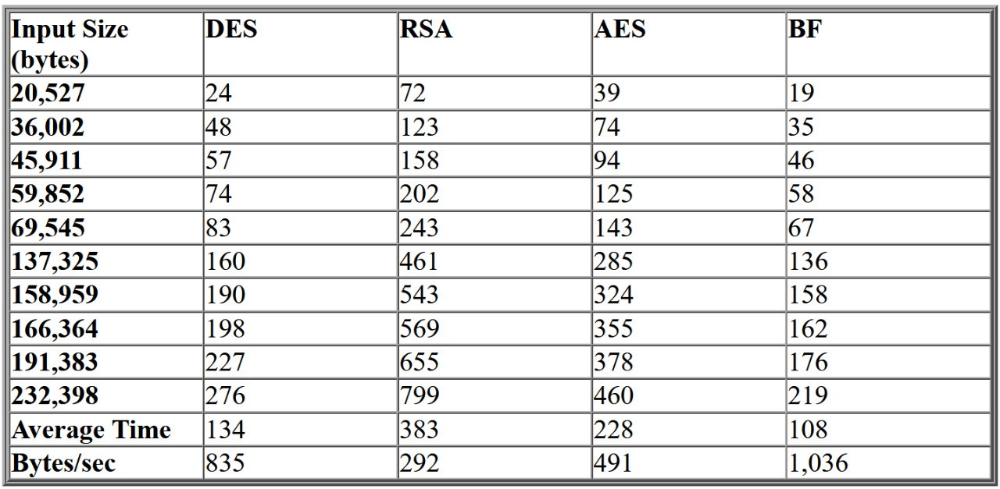 Input Size (bytes) DES RSA AES BF
20,527 24 72 39 19
36,002 48 123 74 35
45,911 57 158 94 46
59,852 74 202 125 58
69,545 83 243 143 67
137,325 160 461 285 136
158,959 190 543 324 158
166,364 198 569 355 162
191,383 227 655 378 176
232,398 276 799 460 219
Average Time 134 383 228 108
Bytes/sec 835 292 491 1,036